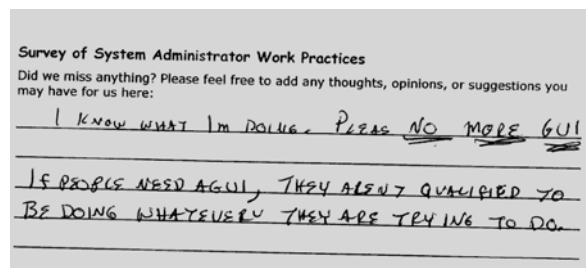 Survey of System Administrator Work Practices
Did we miss anything? Please feel free to add any thoughts, opinions, or suggestions you
may have for us here:
I KNOW WHAT Im DOING. PLEAS NO MORE GUI
If PEOPLE NEED A GUI, THEY ARENT QUALIFIED TO
BE DOING WHATEVERV THEY ARE TRYING TO DO.